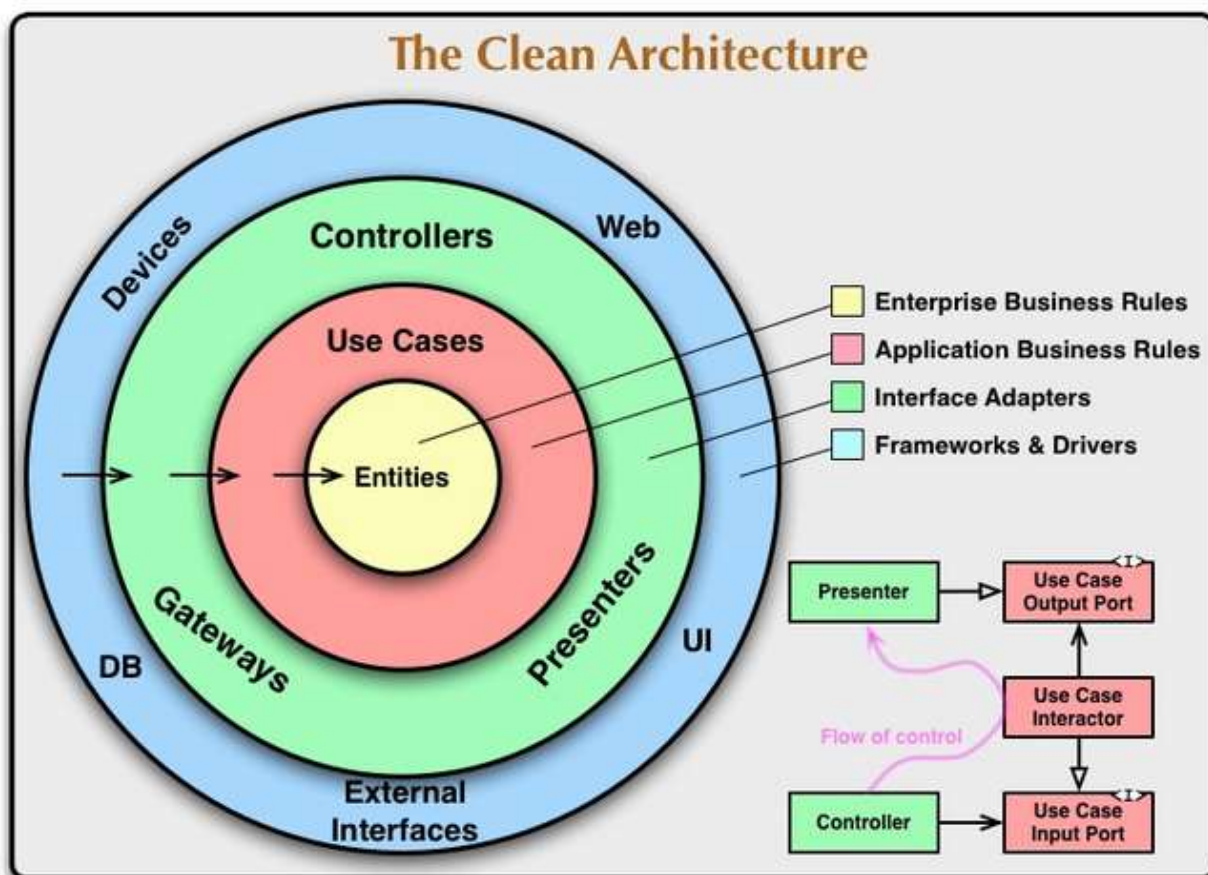 The Clean Architecture
Devices
Web
Controllers
Use Cases
Entities
Gateways
Presenters
DB
UI
External
Interfaces
Enterprise Business Rules
Application Business Rules
Interface Adapters
Frameworks & Drivers
Presenter
<I>
Use Case
Output Port
Use Case
Interactor
Flow of control
Controller
<I>
Use Case
Input Port